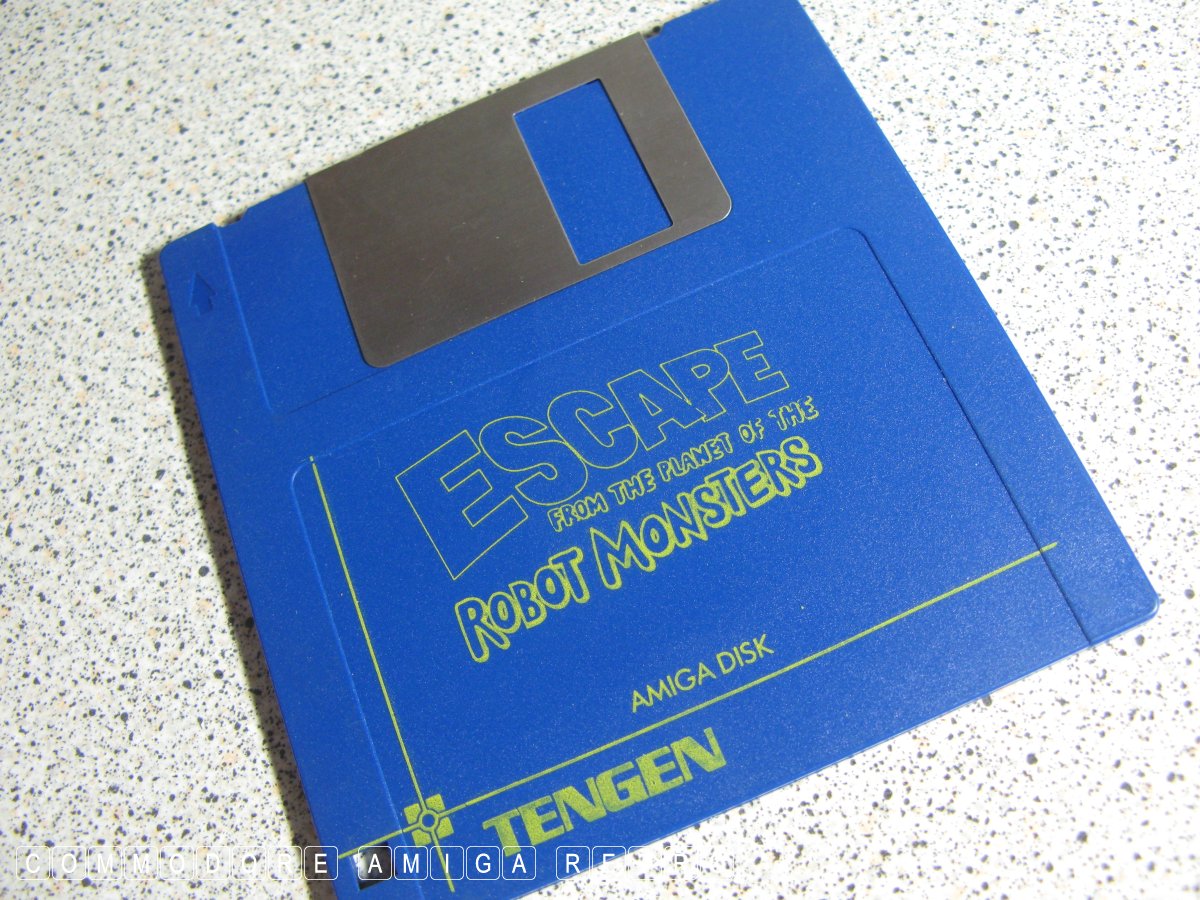 ESCAPE
FROM THE PLANET OF THE
ROBOT MONSTERS
AMIGA DISK
TENGEN
COMMODORE AMIGA